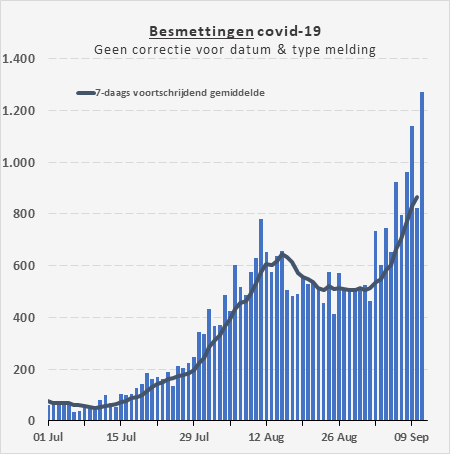 Besmettingen covid-19
Geen correctie voor datum & type melding
1.400
7-daags voortschrijdend gemiddelde
1.200
1.000
800
600
400
200
0
01 Jul 15 Jul 29 Jul 12 Aug 26 Aug 09 Sep